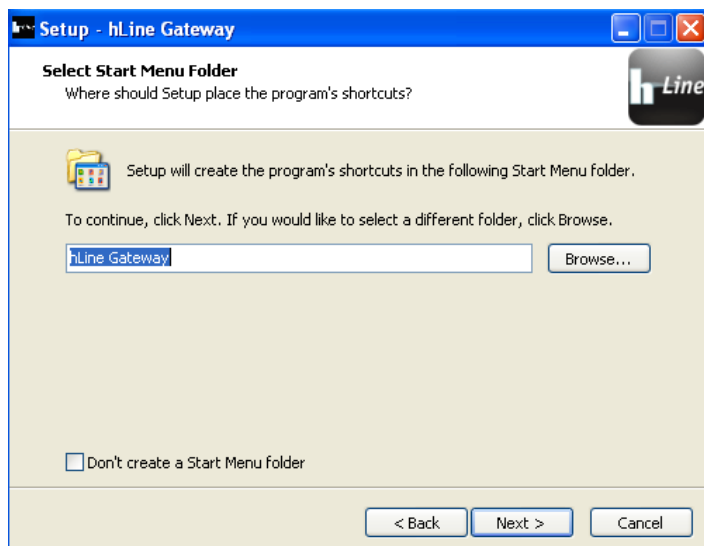 Setup - hLine Gateway
Select Start Menu Folder
Where should Setup place the program's shortcuts?
h Line
Setup will create the program's shortcuts in the following Start Menu folder.
To continue, click Next. If you would like to select a different folder, click Browse.
hLine Gateway
Browse...
Don't create a Start Menu folder
< Back
Next >
Cancel